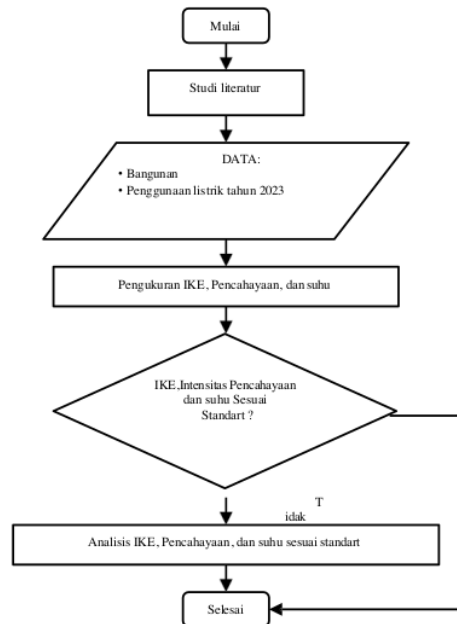 Mulai
Studi literatur
DATA:
• Bangunan
• Penggunaan listrik tahun 2023
Pengukuran IKE, Pencahayaan, dan suhu
IKE,Intensitas Pencahayaan
dan suhu Sesuai
Standart ?
T
idak
Analisis IKE, Pencahayaan, dan suhu sesuai standart
Selesai